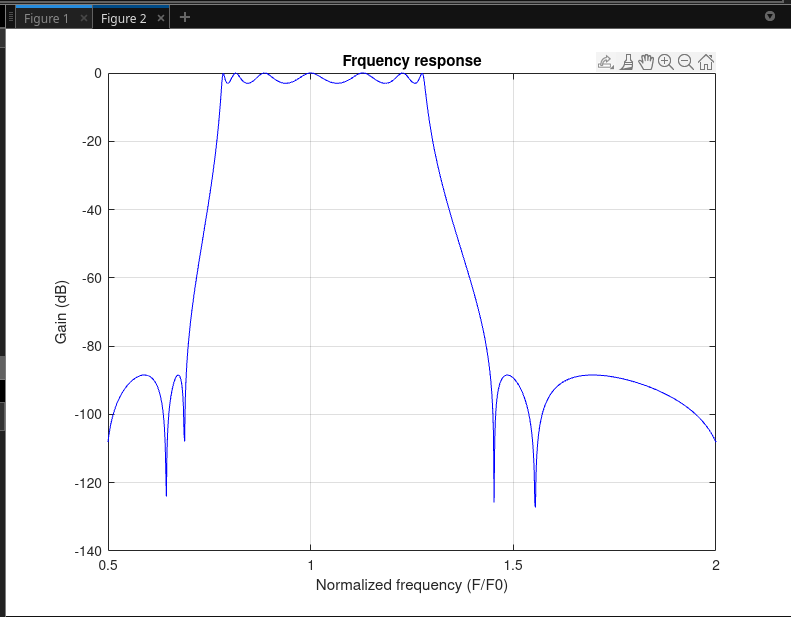 Figure 1 × Figure 2 × +
Frquency response
0
-20
-40
-60
-80
-100
-120
-140
Gain (dB)
0.5 1 1.5 2
Normalized frequency (F/F0)